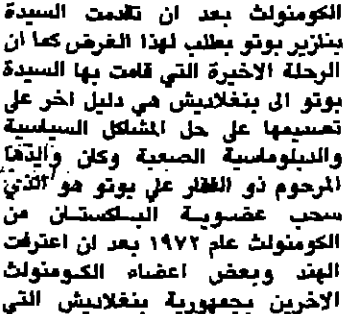 الكومنولث بعد ان تقدمت السيدة
بنازير بوتو بطلب لهذا الغرض كما ان
الرحلة الاخيرة التي قامت بها السيدة
بوتو الى بنغلاديش هي دليل اخر على
تصميمها على حل المشاكل السياسية
والدبلوماسية الصعبة وكان والدها
المرحوم ذو الفقار علي بوتو هو الذي
سحب عضوية الباكستان من
الكومنولث عام ١٩٧٢ بعد ان اعترفت
الهند وبعض اعضاء الكومنولث
الاخرين بجمهورية بنغلاديش التي